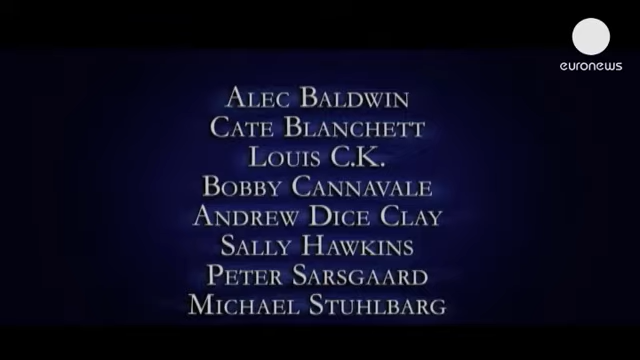 euronews
ALEC BALDWIN
CATE BLANCHETT
LOUIS C.K.
BOBBY CANNAVALE
ANDREW DICE CLAY
SALLY HAWKINS
PETER SARSGAARD
MICHAEL STUHLBARG